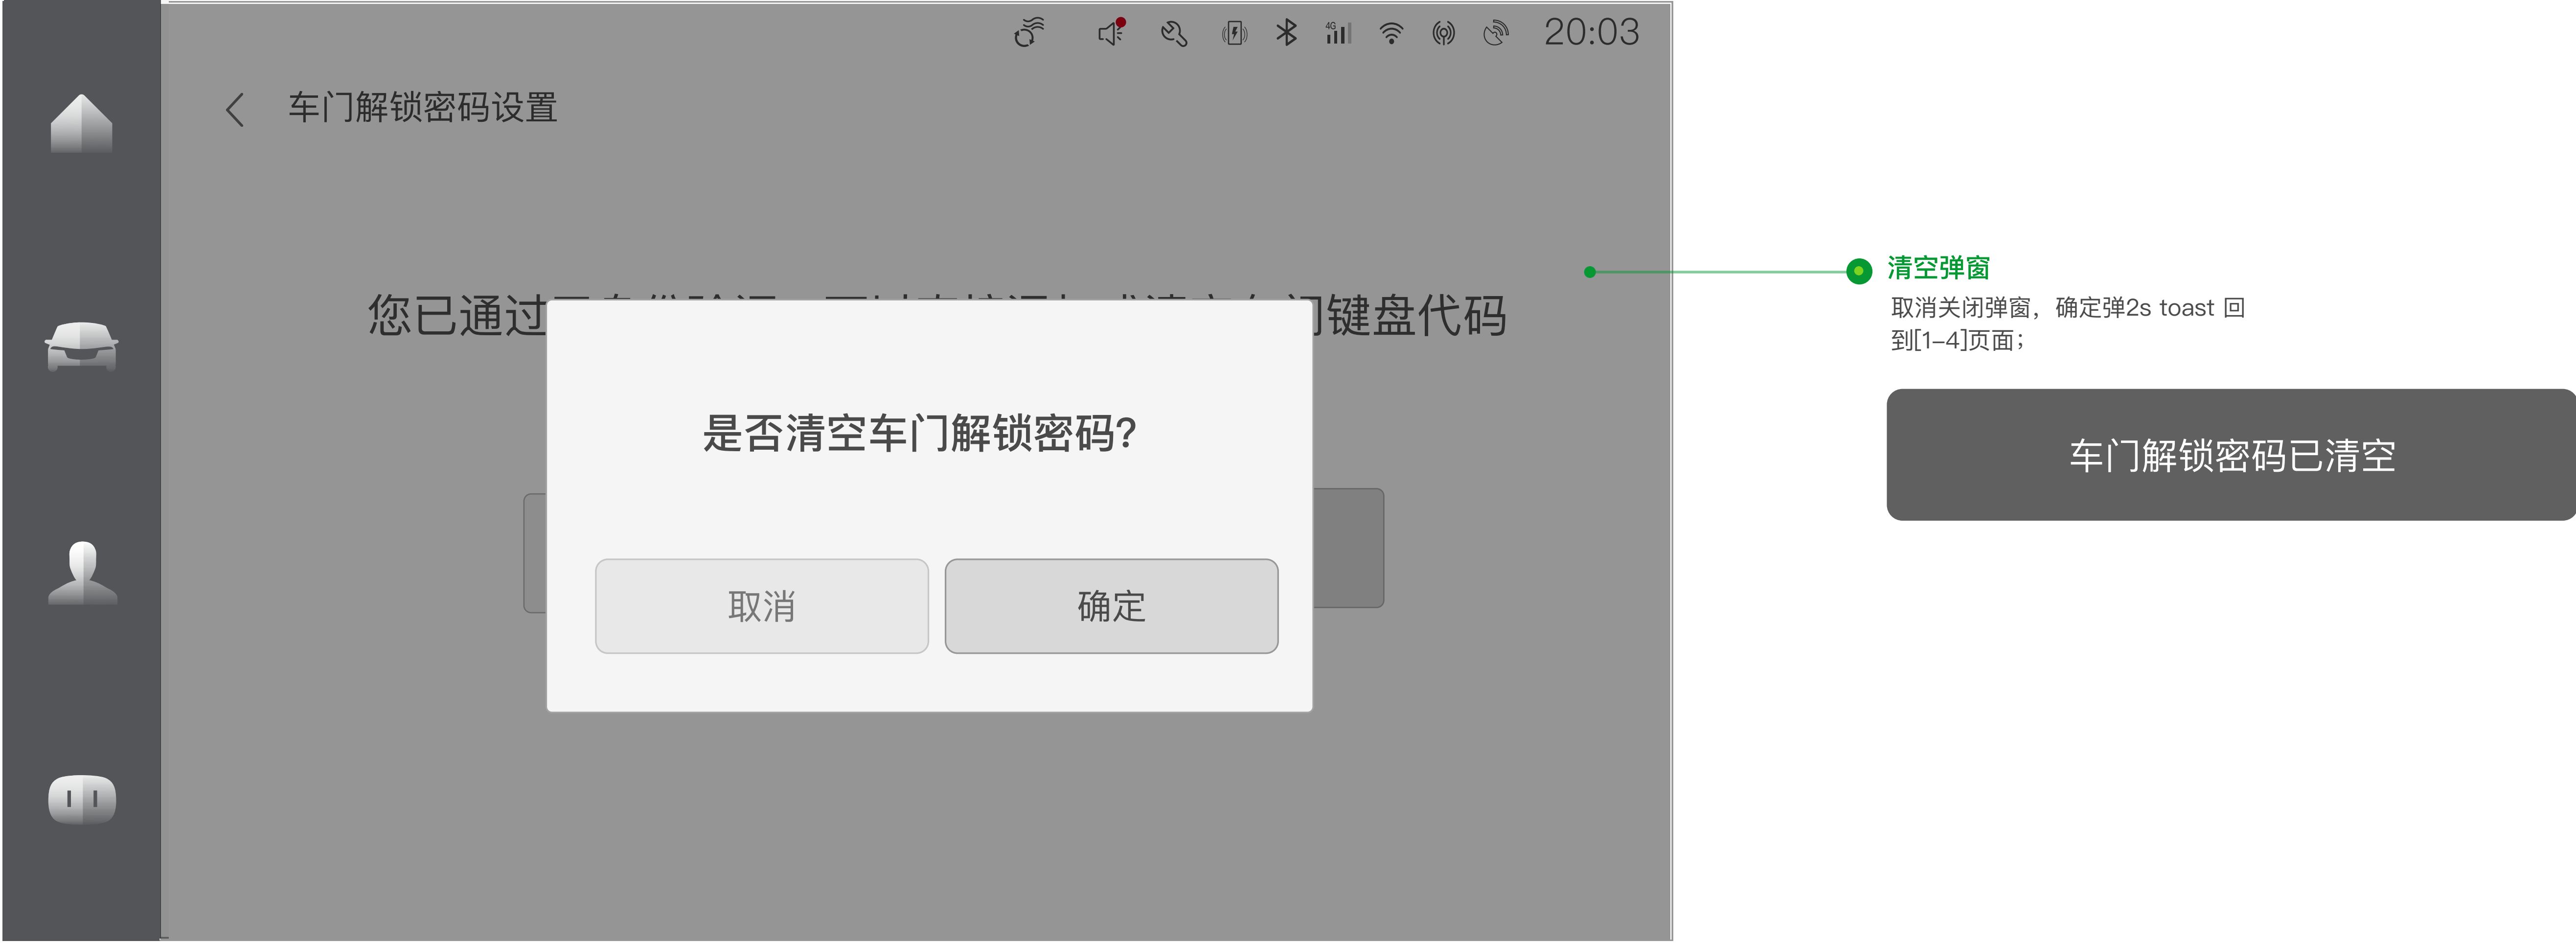 4G
20:03
车门解锁密码设置
您已通过
键盘代码
是否清空车门解锁密码?
取消
确定
清空弹窗
取消关闭弹窗，确定弹2s toast 回
到[1-4]页面；
车门解锁密码已清空